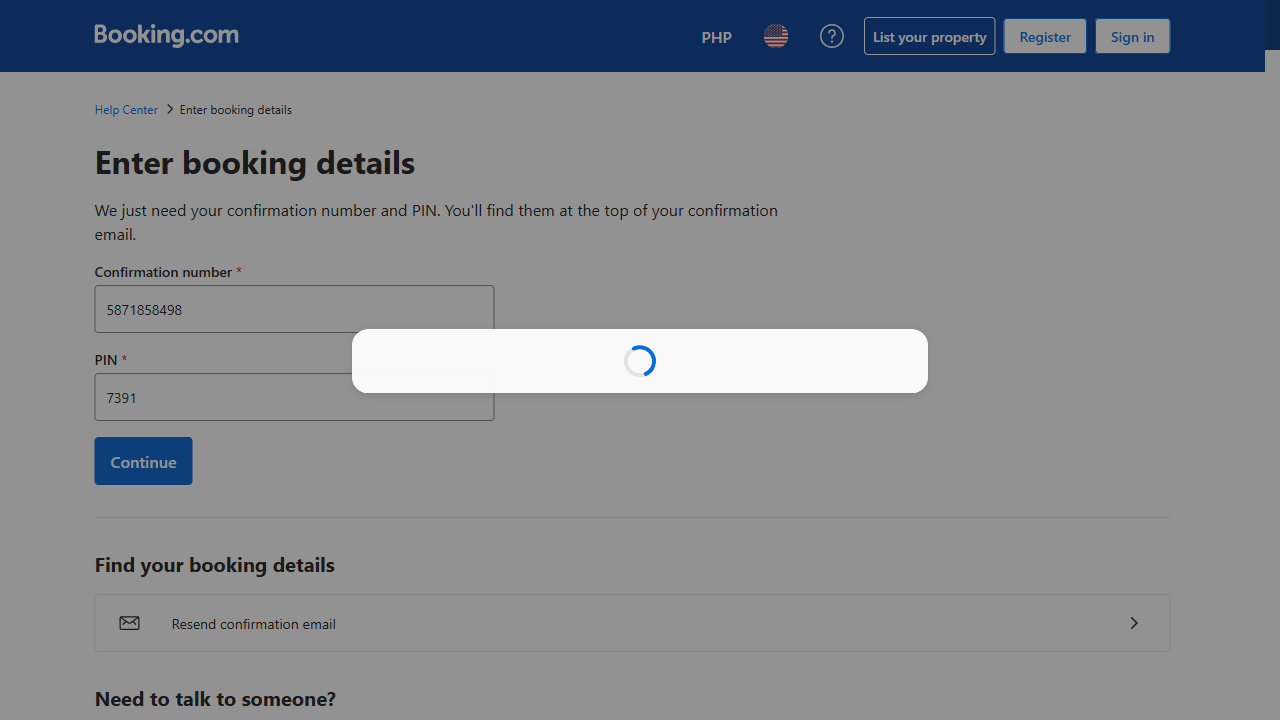 Booking.com
PHP
List your property
Register
Sign in
Help Center > Enter booking details
Enter booking details
We just need your confirmation number and PIN. You'll find them at the top of your confirmation
email.
Confirmation number *
5871858498
PIN *
7391
Continue
Find your booking details
Resend confirmation email
Need to talk to someone?